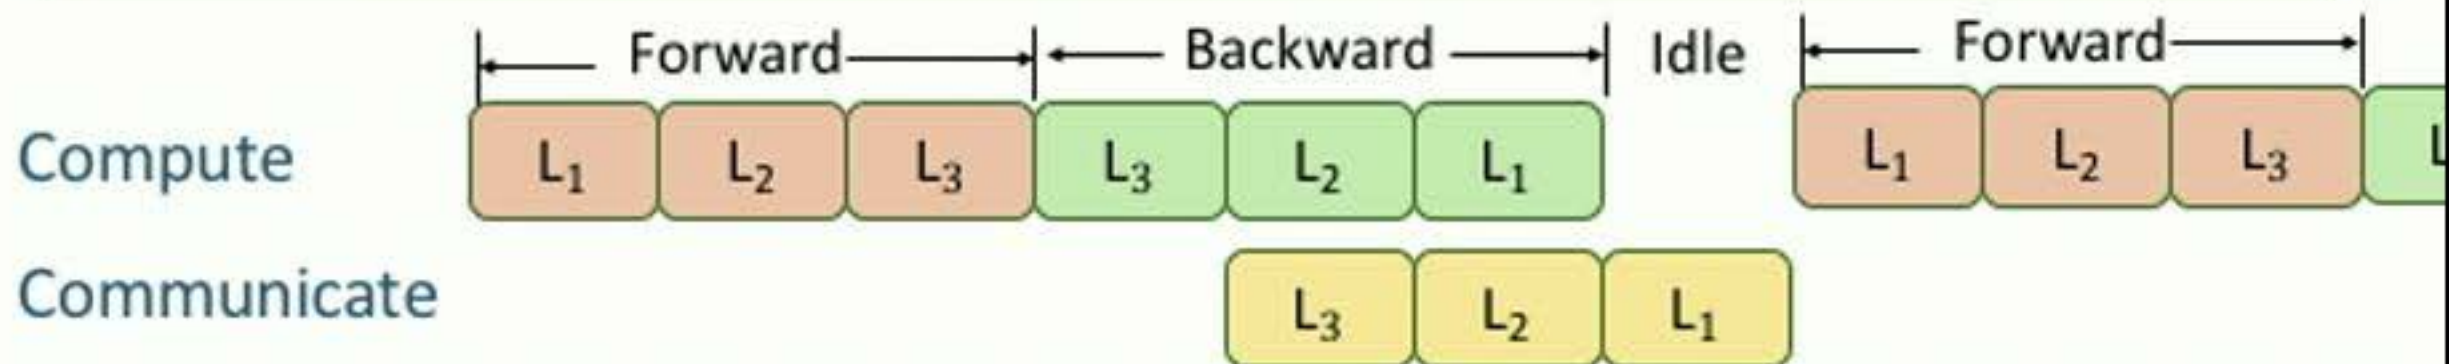 Forward Backward Idle Forward
Compute L₁ L₂ L₃ L₃ L₂ L₁ L₁ L₂ L₃ L
Communicate L₃ L₂ L₁